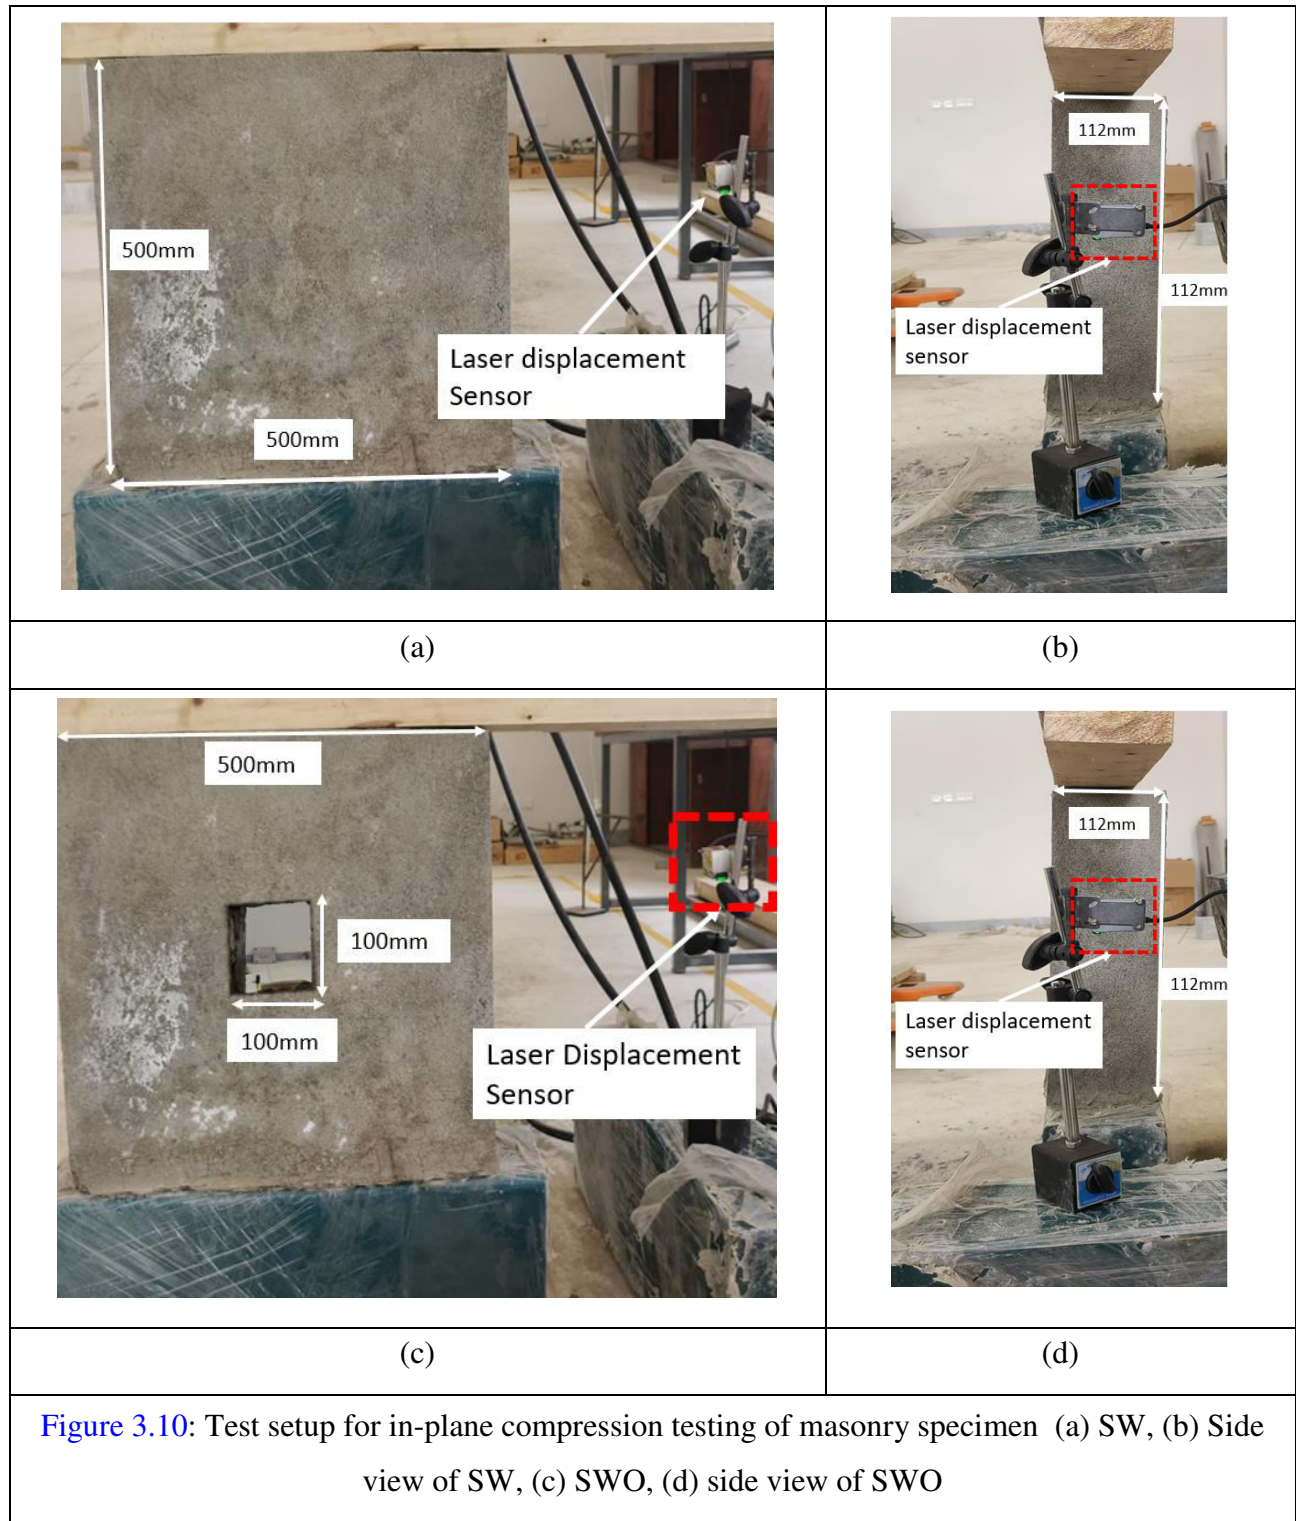 500mm
Laser displacement
Sensor
500mm
112mm
112mm
Laser displacement
sensor
(a)
(b)
500mm
100mm
100mm
Laser Displacement
Sensor
112mm
112mm
Laser displacement
sensor
(c)
(d)
Figure 3.10: Test setup for in-plane compression testing of masonry specimen (a) SW, (b) Side
view of SW, (c) SWO, (d) side view of SWO